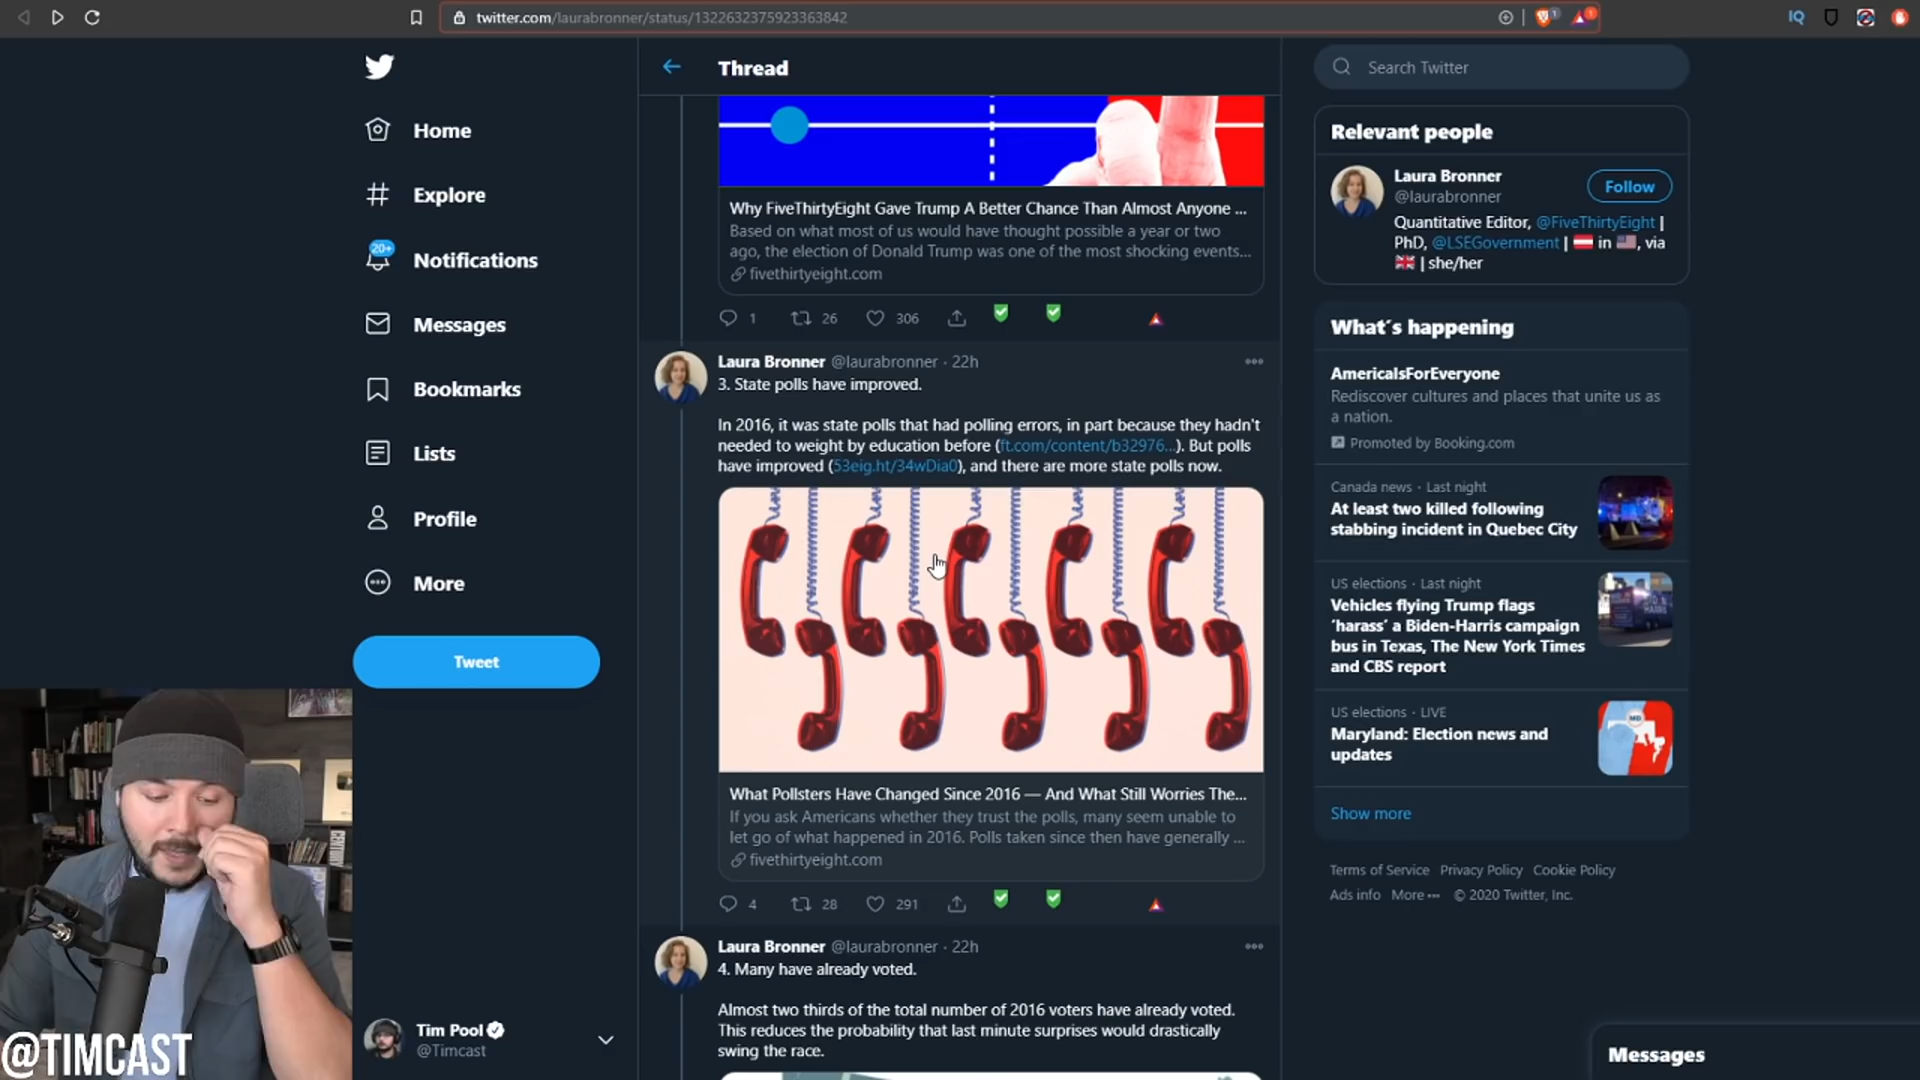 twitter.com/laurabronner/status/1322632375923363842
1
1
IQ
Home
Explore
20+
Notifications
Messages
Bookmarks
Lists
Profile
More
Tweet
Tim Pool
@Timcast
@TIMCAST
Thread
Why FiveThirtyEight Gave Trump A Better Chance Than Almost Anyone ...
Based on what most of us would have thought possible a year or two
ago, the election of Donald Trump was one of the most shocking events...
fivethirtyeight.com
1 26 306
Laura Bronner @laurabronner · 22h
3. State polls have improved.
In 2016, it was state polls that had polling errors, in part because they hadn't
needed to weight by education before (ft.com/content/b32976...). But polls
have improved (53eig.ht/34wDia0), and there are more state polls now.
What Pollsters Have Changed Since 2016 — And What Still Worries The...
If you ask Americans whether they trust the polls, many seem unable to
let go of what happened in 2016. Polls taken since then have generally ...
fivethirtyeight.com
4 28 291
Laura Bronner @laurabronner · 22h
4. Many have already voted.
Almost two thirds of the total number of 2016 voters have already voted.
This reduces the probability that last minute surprises would drastically
swing the race.
Search Twitter
Relevant people
Laura Bronner
@laurabronner
Follow
Quantitative Editor, @FiveThirtyEight |
PhD, @LSEGovernment | 🇦🇹 in 🇺🇸, via
🇬🇧 | she/her
What's happening
AmericaIsForEveryone
Rediscover cultures and places that unite us as
a nation.
Promoted by Booking.com
Canada news · Last night
At least two killed following
stabbing incident in Quebec City
US elections · Last night
Vehicles flying Trump flags
'harass' a Biden-Harris campaign
bus in Texas, The New York Times
and CBS report
US elections · LIVE
Maryland: Election news and
updates
MD
Show more
Terms of Service Privacy Policy Cookie Policy
Ads info More ··· © 2020 Twitter, Inc.
Messages